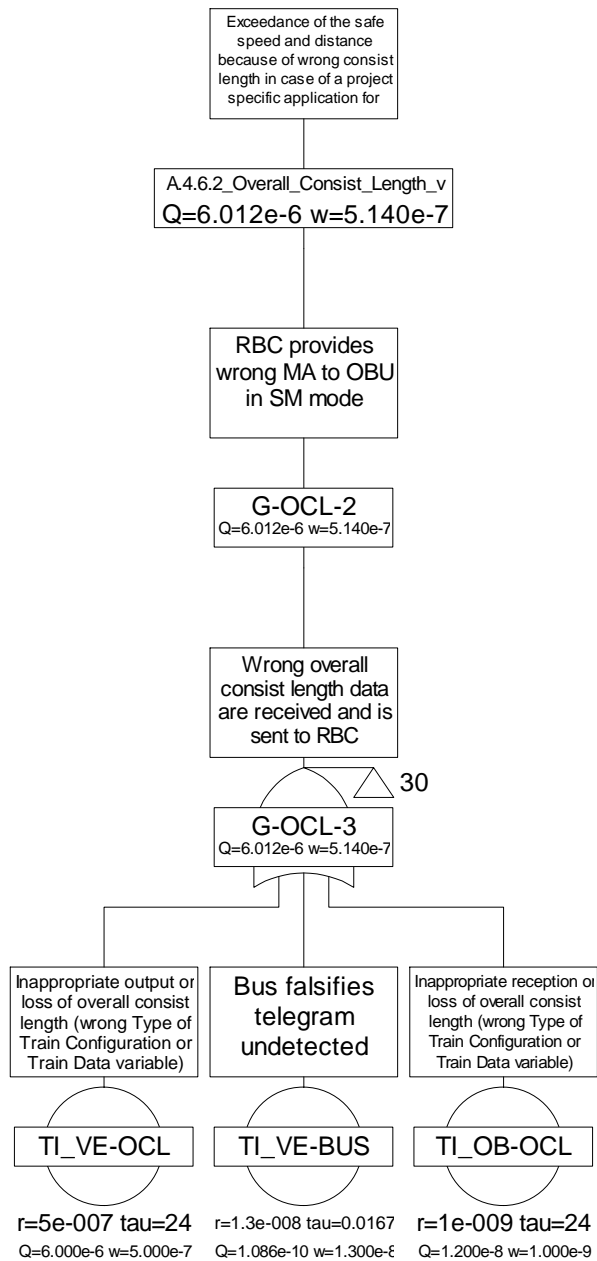 Exceedance of the safe
speed and distance
because of wrong consist
length in case of a project
specific application for
A.4.6.2_Overall_Consist_Length_v
Q=6.012e-6 w=5.140e-7
RBC provides
wrong MA to OBU
in SM mode
G-OCL-2
Q=6.012e-6 w=5.140e-7
Wrong overall
consist length data
are received and is
sent to RBC
30
G-OCL-3
Q=6.012e-6 w=5.140e-7
Inappropriate output or
loss of overall consist
length (wrong Type of
Train Configuration or
Train Data variable)
TI_VE-OCL
r=5e-007 tau=24
Q=6.000e-6 w=5.000e-7
Bus falsifies
telegram
undetected
TI_VE-BUS
r=1.3e-008 tau=0.0167
Q=1.086e-10 w=1.300e-8
Inappropriate reception or
loss of overall consist
length (wrong Type of
Train Configuration or
Train Data variable)
TI_OB-OCL
r=1e-009 tau=24
Q=1.200e-8 w=1.000e-9